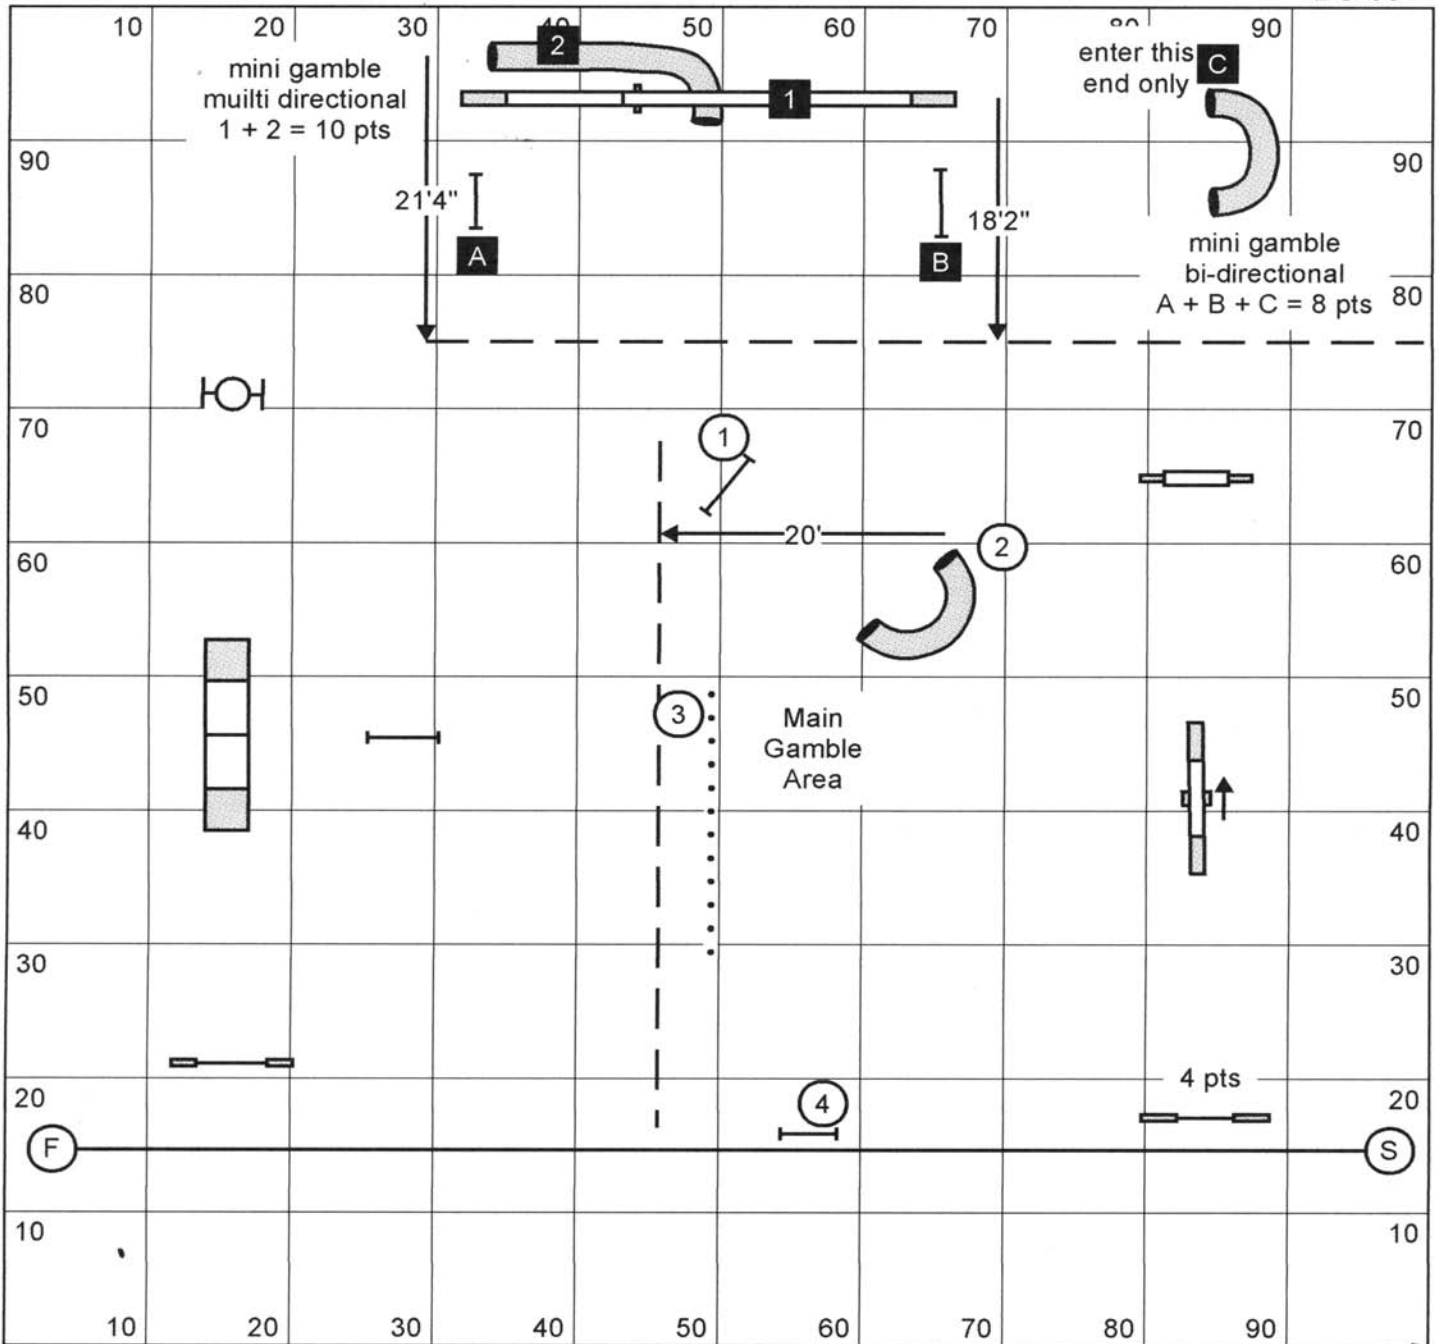 10 20 30 40 50 60 70 80 90
2
mini gamble
muilti directional
1 + 2 = 10 pts
1
enter this
end only
C
90 90
21'4"
18'2"
A
B
mini gamble
bi-directional
A + B + C = 8 pts
80 80
70 70
1
20'
2
60 60
50 50
3
Main
Gamble
Area
40 40
30 30
4 pts
20 20
4
F S
10 10
10 20 30 40 50 60 70 80 90